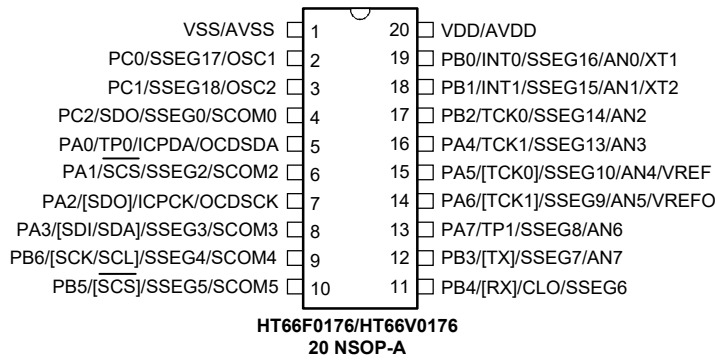 VSS/AVSS 1 20 VDD/AVDD
PC0/SSEG17/OSC1 2 19 PB0/INT0/SSEG16/AN0/XT1
PC1/SSEG18/OSC2 3 18 PB1/INT1/SSEG15/AN1/XT2
PC2/SDO/SSEG0/SCOM0 4 17 PB2/TCK0/SSEG14/AN2
PA0/TP0/ICPDA/OCDSDA 5 16 PA4/TCK1/SSEG13/AN3
PA1/S̅C̅S̅/SSEG2/SCOM2 6 15 PA5/[TCK0]/SSEG10/AN4/VREF
PA2/[SDO]/ICPCK/OCDSCK 7 14 PA6/[TCK1]/SSEG9/AN5/VREFO
PA3/[SDI/SDA]/SSEG3/SCOM3 8 13 PA7/TP1/SSEG8/AN6
PB6/[SCK/SCL]/SSEG4/SCOM4 9 12 PB3/[TX]/SSEG7/AN7
PB5/[S̅C̅S̅]/SSEG5/SCOM5 10 11 PB4/[RX]/CLO/SSEG6
HT66F0176/HT66V0176
20 NSOP-A